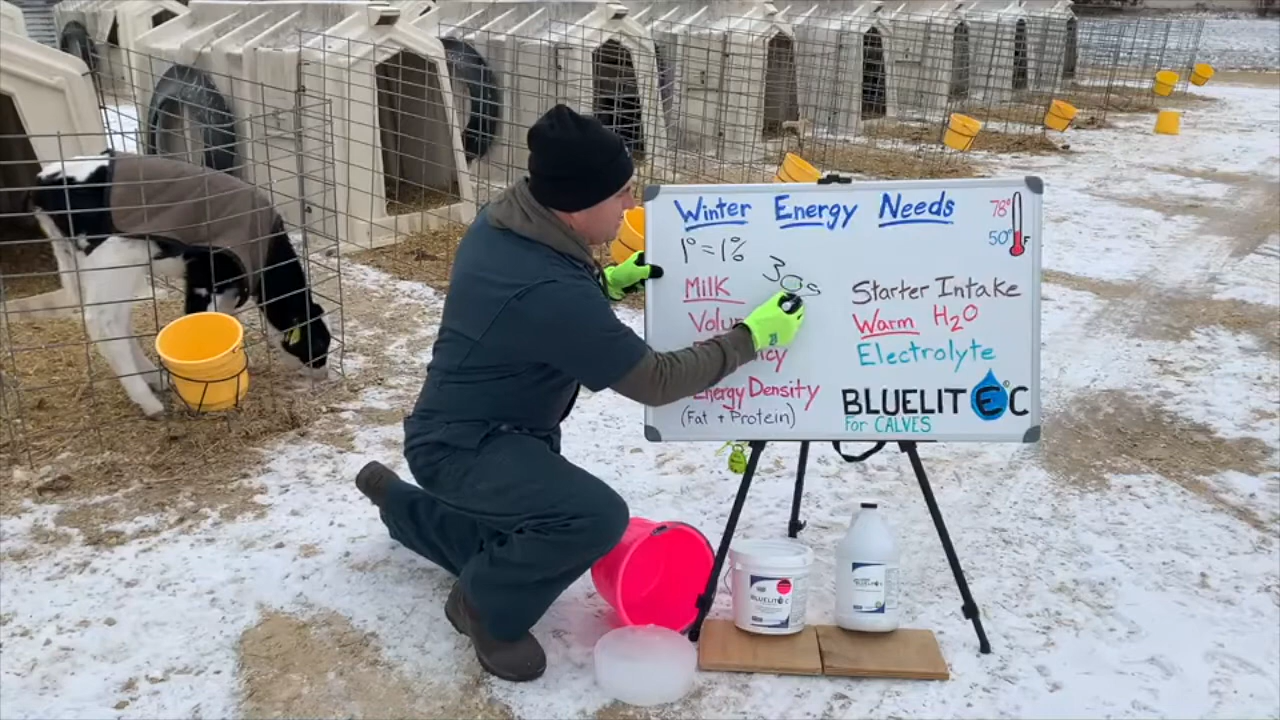 Winter Energy Needs
78°
50°
F
1° = 1%
30s
Milk
Starter Intake
Warm H2O
Electrolyte
Energy Density
(Fat + Protein)
BLUELITE °C
For CALVES
BLUELITE C